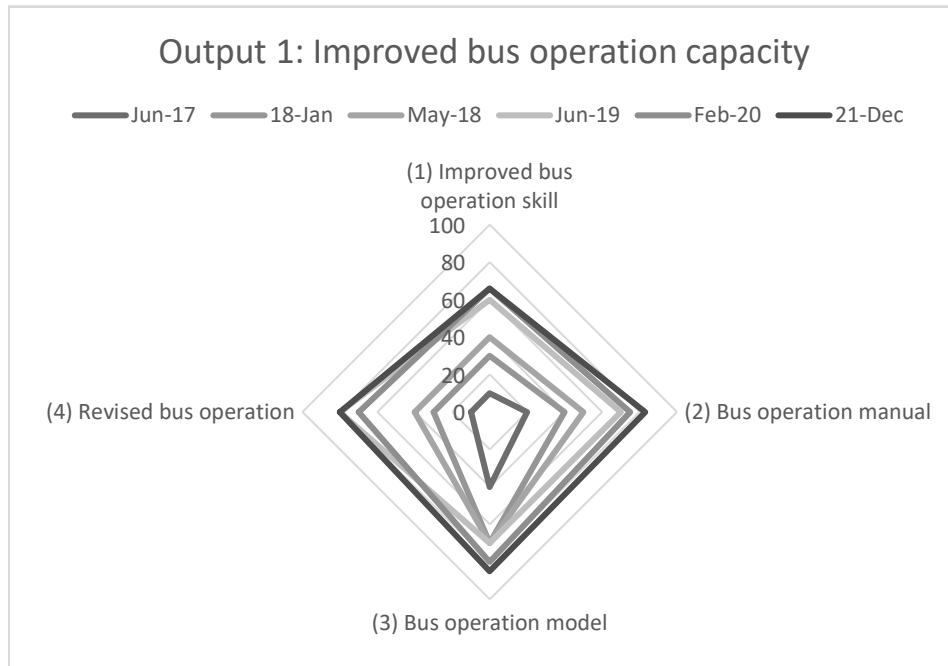 Output 1: Improved bus operation capacity
Jun-17 18-Jan May-18 Jun-19 Feb-20 21-Dec
(1) Improved bus
operation skill
100
80
60
40
20
0
(4) Revised bus operation
(2) Bus operation manual
(3) Bus operation model